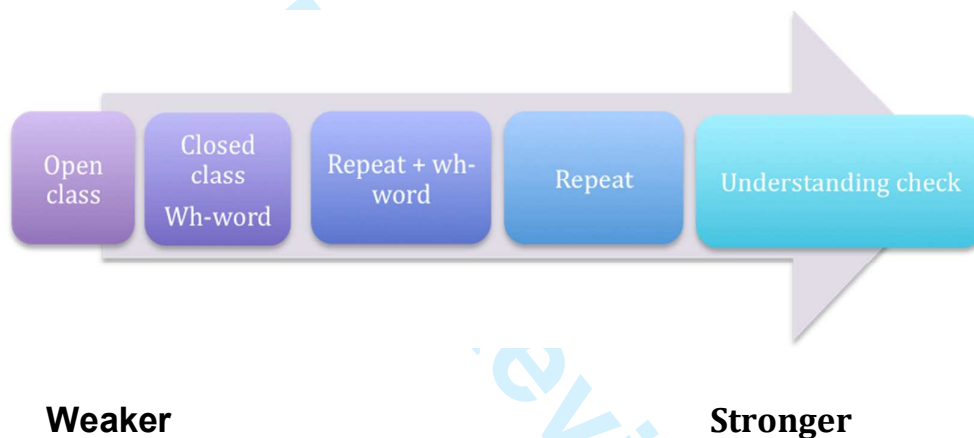 Open
class
Closed
class
Wh-word
Repeat + wh-
word
Repeat
Understanding check
Weaker
Stronger